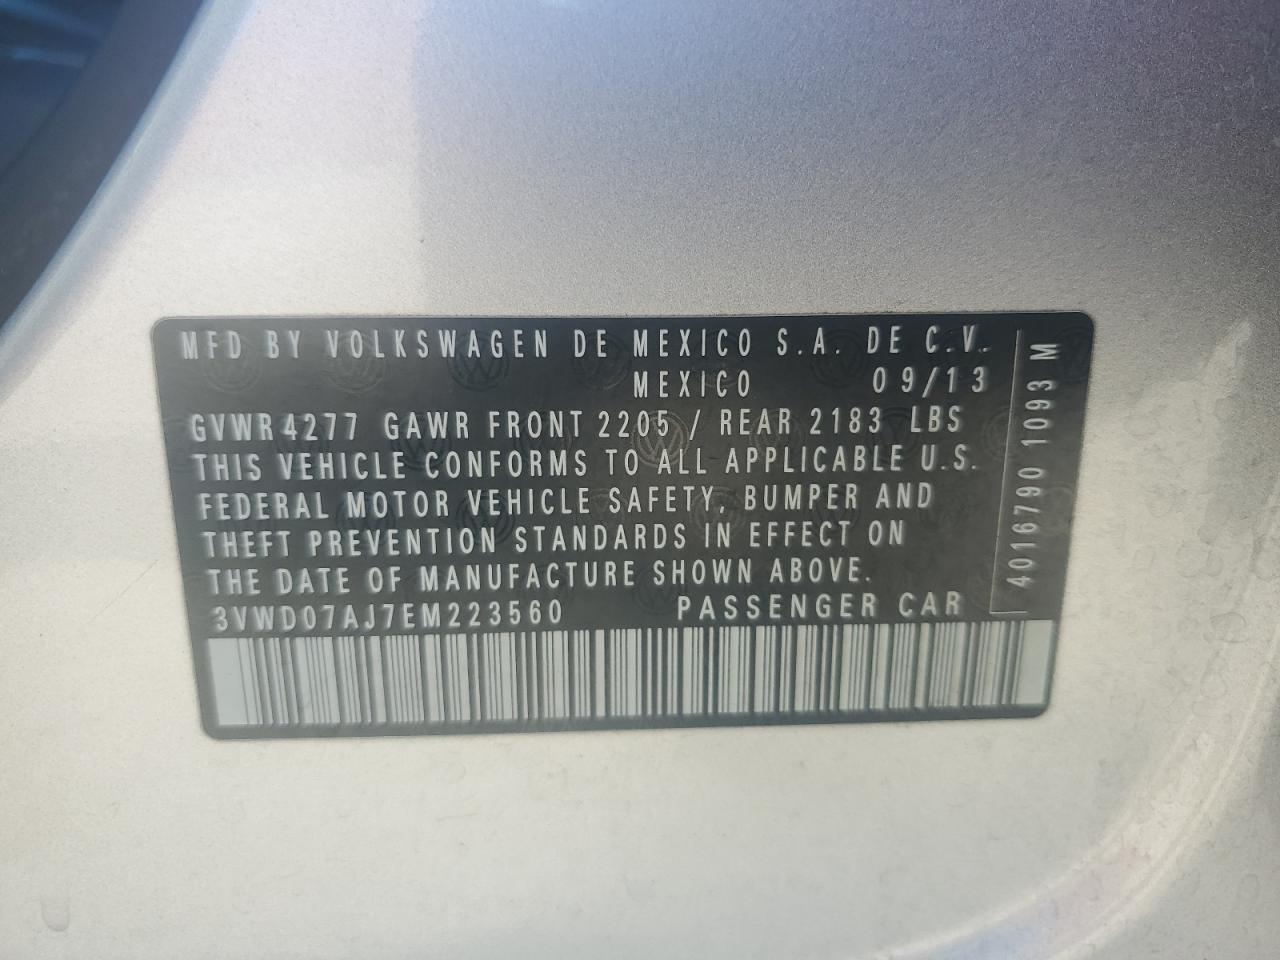 MFD BY VOLKSWAGEN DE MEXICO S.A. DE C.V.
MEXICO 09/13
GVWR 4277 GAWR FRONT 2205 / REAR 2183 LBS
THIS VEHICLE CONFORMS TO ALL APPLICABLE U.S.
FEDERAL MOTOR VEHICLE SAFETY, BUMPER AND
THEFT PREVENTION STANDARDS IN EFFECT ON
THE DATE OF MANUFACTURE SHOWN ABOVE.
3VWD07AJ7EM223560 PASSENGER CAR
4016790 1093 M